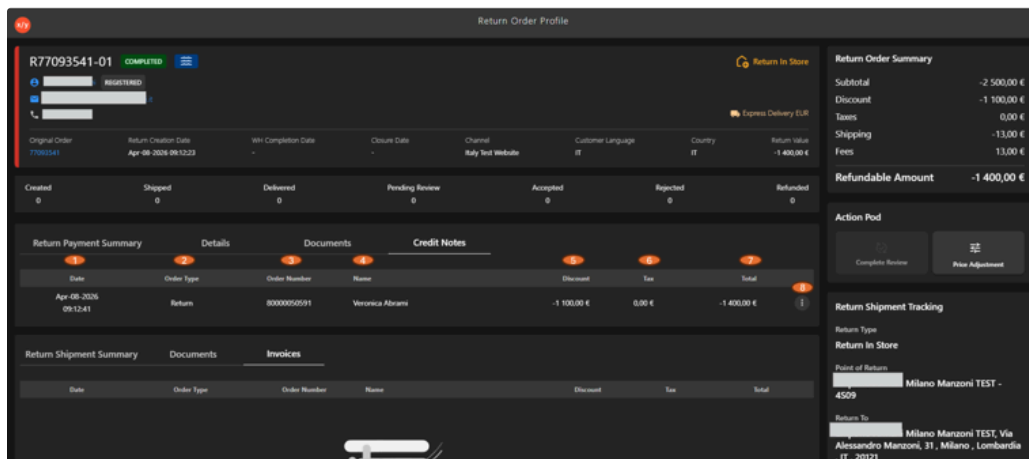 x/y
Return Order Profile
R77093541-01 COMPLETED
Return In Store
REGISTERED
Express Delivery EUR
Original Order Return Creation Date WH Completion Date Closure Date Channel Customer Language Country Return Value
77093541 Apr-08-2026 09:12:23 - - Italy Test Website IT IT -1 400,00 €
Created Shipped Delivered Pending Review Accepted Rejected Refunded
0 0 0 0 0 0 0
Return Payment Summary Details Documents Credit Notes
1 2 3 4 5 6 7
Date Order Type Order Number Name Discount Tax Total
8
Apr-08-2026
09:12:41
Return 80000050591 Veronica Abrami -1 100,00 € 0,00 € -1 400,00 €
Return Shipment Summary Documents Invoices
Date Order Type Order Number Name Discount Tax Total
Return Order Summary
Subtotal -2 500,00 €
Discount -1 100,00 €
Taxes 0,00 €
Shipping -13,00 €
Fees 13,00 €
Refundable Amount -1 400,00 €
Action Pod
Complete Review Price Adjustment
Return Shipment Tracking
Return Type
Return In Store
Point of Return
Milano Manzoni TEST -
4S09
Return To
Milano Manzoni TEST, Via
Alessandro Manzoni, 31 , Milano , Lombardia
, IT , 20121